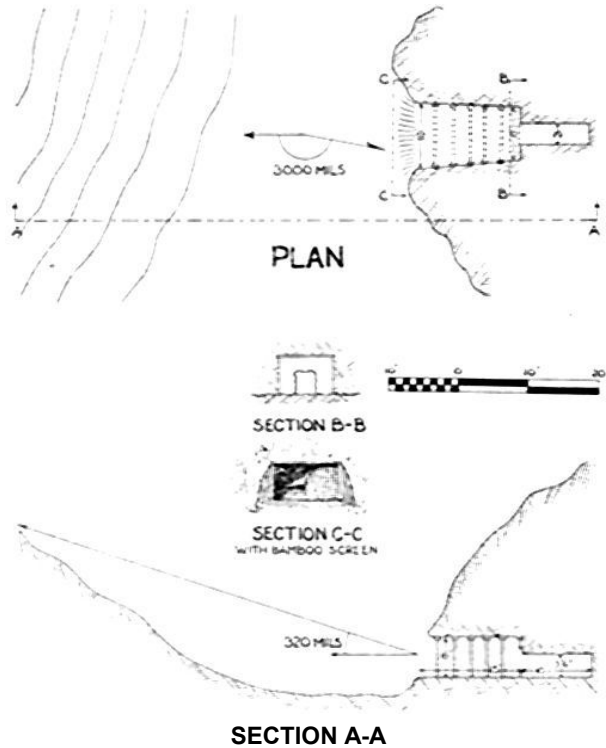 C
B
3000 MILS
C
B
A
A
PLAN
10
0
10
20
SECTION B-B
SECTION C-C
WITH BAMBOO SCREEN
320 MILS
SECTION A-A